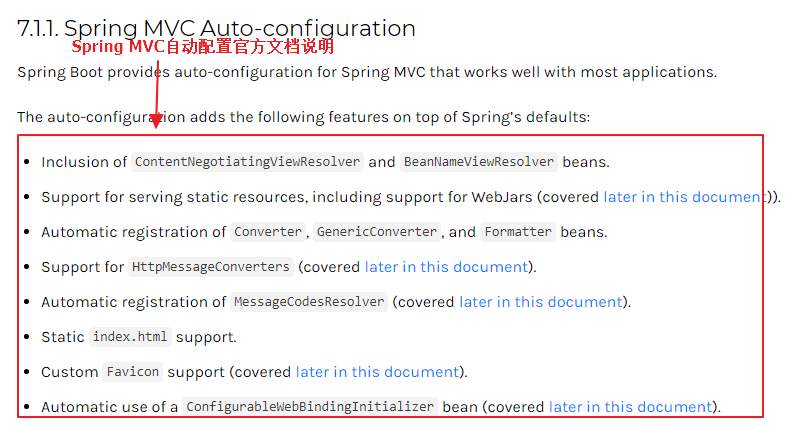 7.1.1. Spring MVC Auto-configuration
Spring MVC自动配置官方文档说明
Spring Boot provides auto-configuration for Spring MVC that works well with most applications.
The auto-configuration adds the following features on top of Spring’s defaults:
• Inclusion of ContentNegotiatingViewResolver and BeanNameViewResolver beans.
• Support for serving static resources, including support for WebJars (covered later in this document)).
• Automatic registration of Converter, GenericConverter, and Formatter beans.
• Support for HttpMessageConverters (covered later in this document).
• Automatic registration of MessageCodesResolver (covered later in this document).
• Static index.html support.
• Custom Favicon support (covered later in this document).
• Automatic use of a ConfigurableWebBindingInitializer bean (covered later in this document).